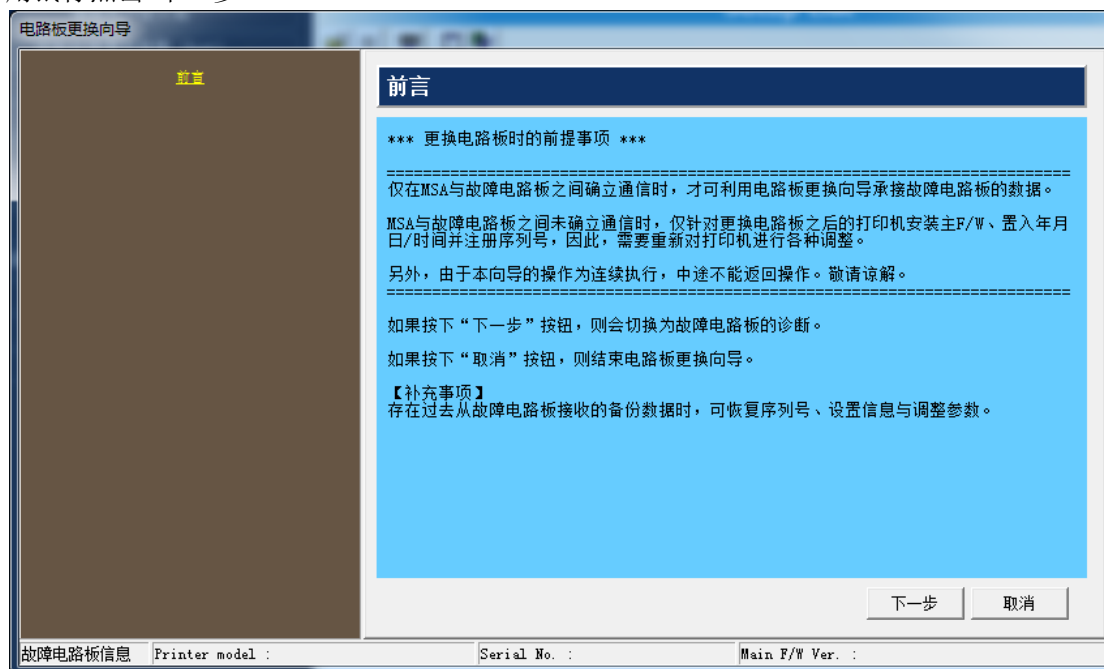 电路板更换向导
前言
前言
*** 更换电路板时的前提事项 ***
================================================================================
仅在MSA与故障电路板之间确立通信时，才可利用电路板更换向导承接故障电路板的数据。
MSA与故障电路板之间未确立通信时，仅针对更换电路板之后的打印机安装主F/W、置入年月
日/时间并注册序列号，因此，需要重新对打印机进行各种调整。
另外，由于本向导的操作为连续执行，中途不能返回操作。敬请谅解。
================================================================================
如果按下“下一步”按钮，则会切换为故障电路板的诊断。
如果按下“取消”按钮，则结束电路板更换向导。
【补充事项】
存在过去从故障电路板接收的备份数据时，可恢复序列号、设置信息与调整参数。
下一步 取消
故障电路板信息 Printer model : Serial No. : Main F/W Ver. :